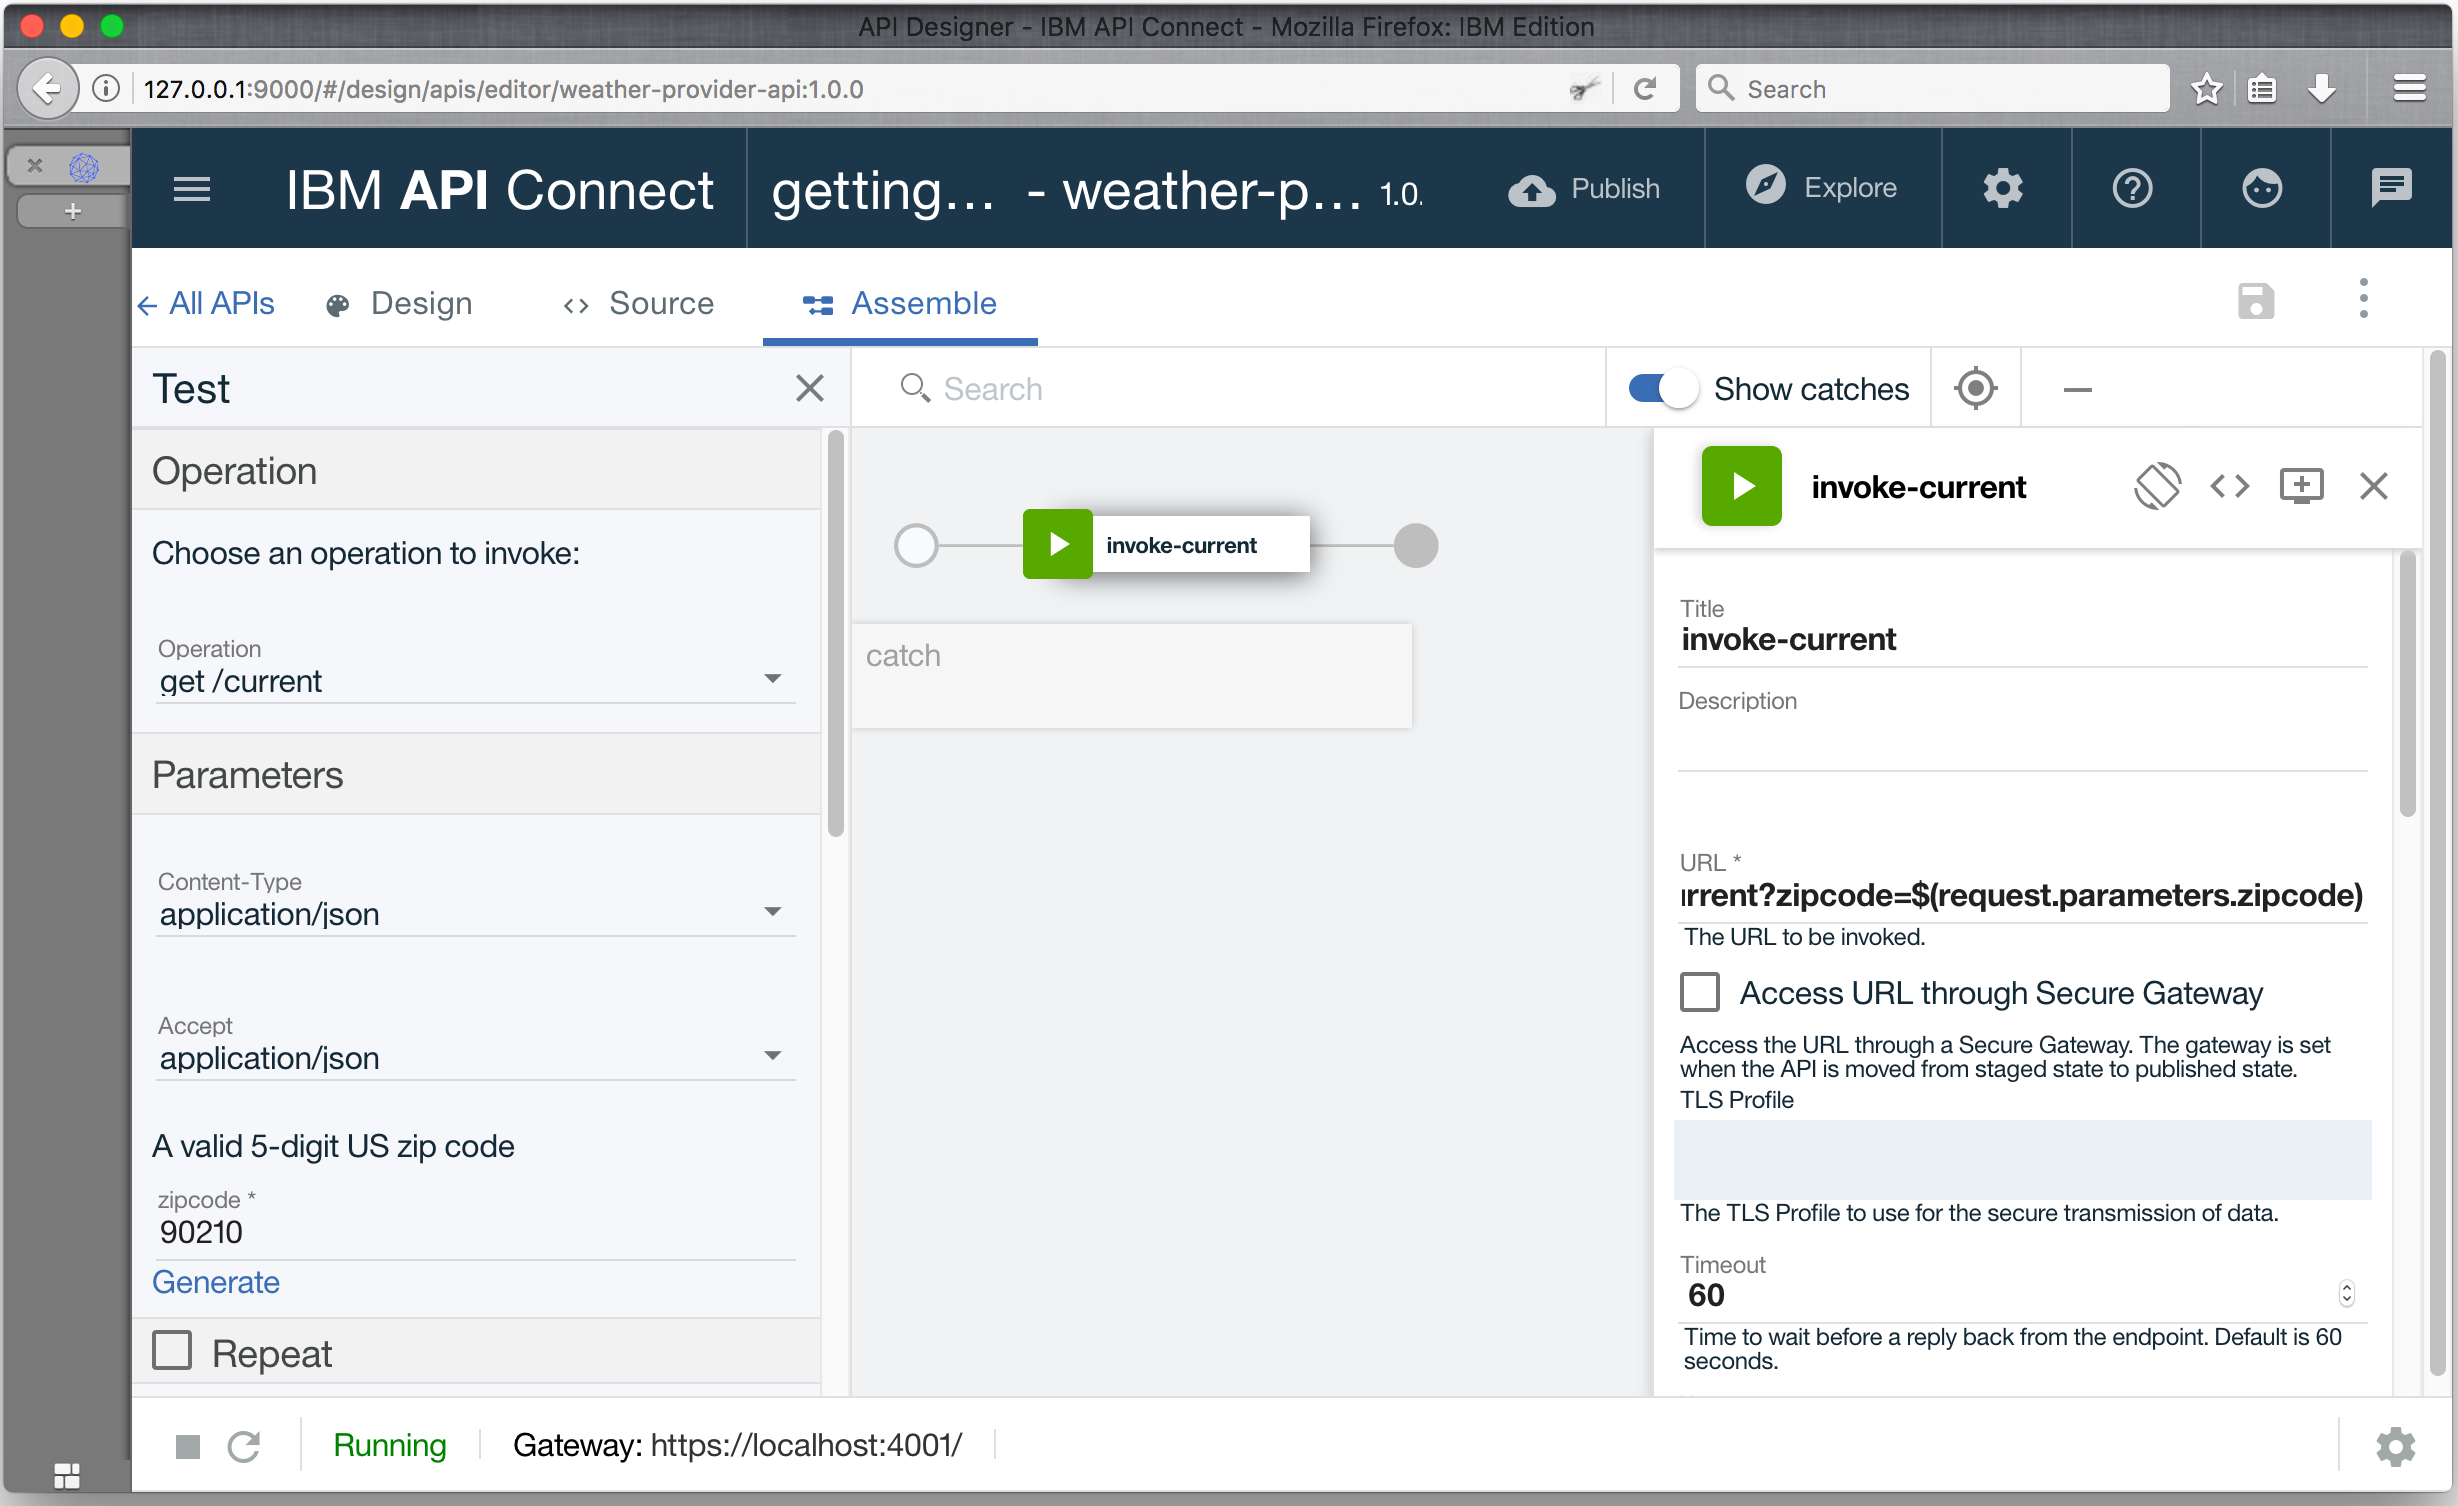 API Designer - IBM API Connect - Mozilla Firefox: IBM Edition
127.0.0.1:9000/#/design/apis/editor/weather-provider-api:1.0.0
Search
IBM API Connect
getting... - weather-p... 1.0.
Publish
Explore
All APIs
Design
Source
Assemble
Test
Search
Show catches
Operation
Choose an operation to invoke:
Operation
get /current
Parameters
Content-Type
application/json
Accept
application/json
A valid 5-digit US zip code
zipcode *
90210
Generate
Repeat
invoke-current
catch
invoke-current
Title
invoke-current
Description
URL *
rrent?zipcode=$(request.parameters.zipcode)
The URL to be invoked.
Access URL through Secure Gateway
Access the URL through a Secure Gateway. The gateway is set
when the API is moved from staged state to published state.
TLS Profile
The TLS Profile to use for the secure transmission of data.
Timeout
60
Time to wait before a reply back from the endpoint. Default is 60
seconds.
Running
Gateway: https://localhost:4001/